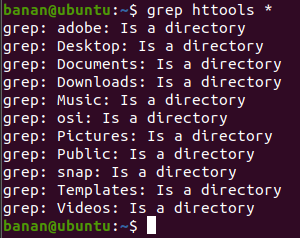 banan@ubuntu:~$ grep httools *
grep: adobe: Is a directory
grep: Desktop: Is a directory
grep: Documents: Is a directory
grep: Downloads: Is a directory
grep: Music: Is a directory
grep: osi: Is a directory
grep: Pictures: Is a directory
grep: Public: Is a directory
grep: snap: Is a directory
grep: Templates: Is a directory
grep: Videos: Is a directory
banan@ubuntu:~$